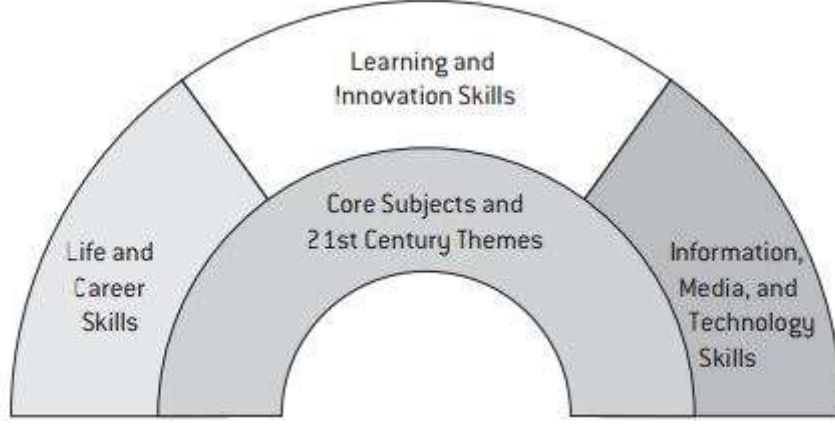 Learning and
Innovation Skills
Core Subjects and
21st Century Themes
Life and
Career
Skills
Information,
Media, and
Technology
Skills